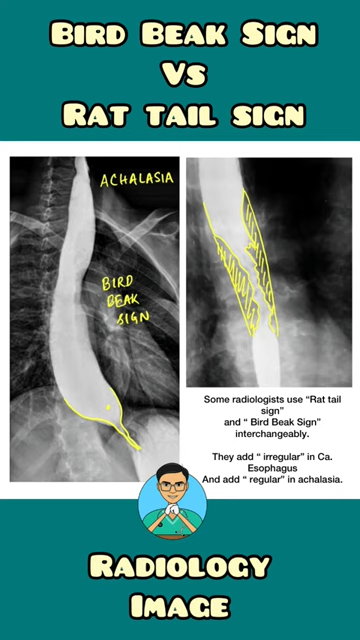 Bird Beak Sign
Vs
Rat tail sign
ACHALASIA
BIRD
BEAK
SIGN
Some radiologists use “Rat tail
sign”
and “ Bird Beak Sign”
interchangeably.
They add “ irregular” in Ca.
Esophagus
And add “ regular” in achalasia.
Radiology
Image